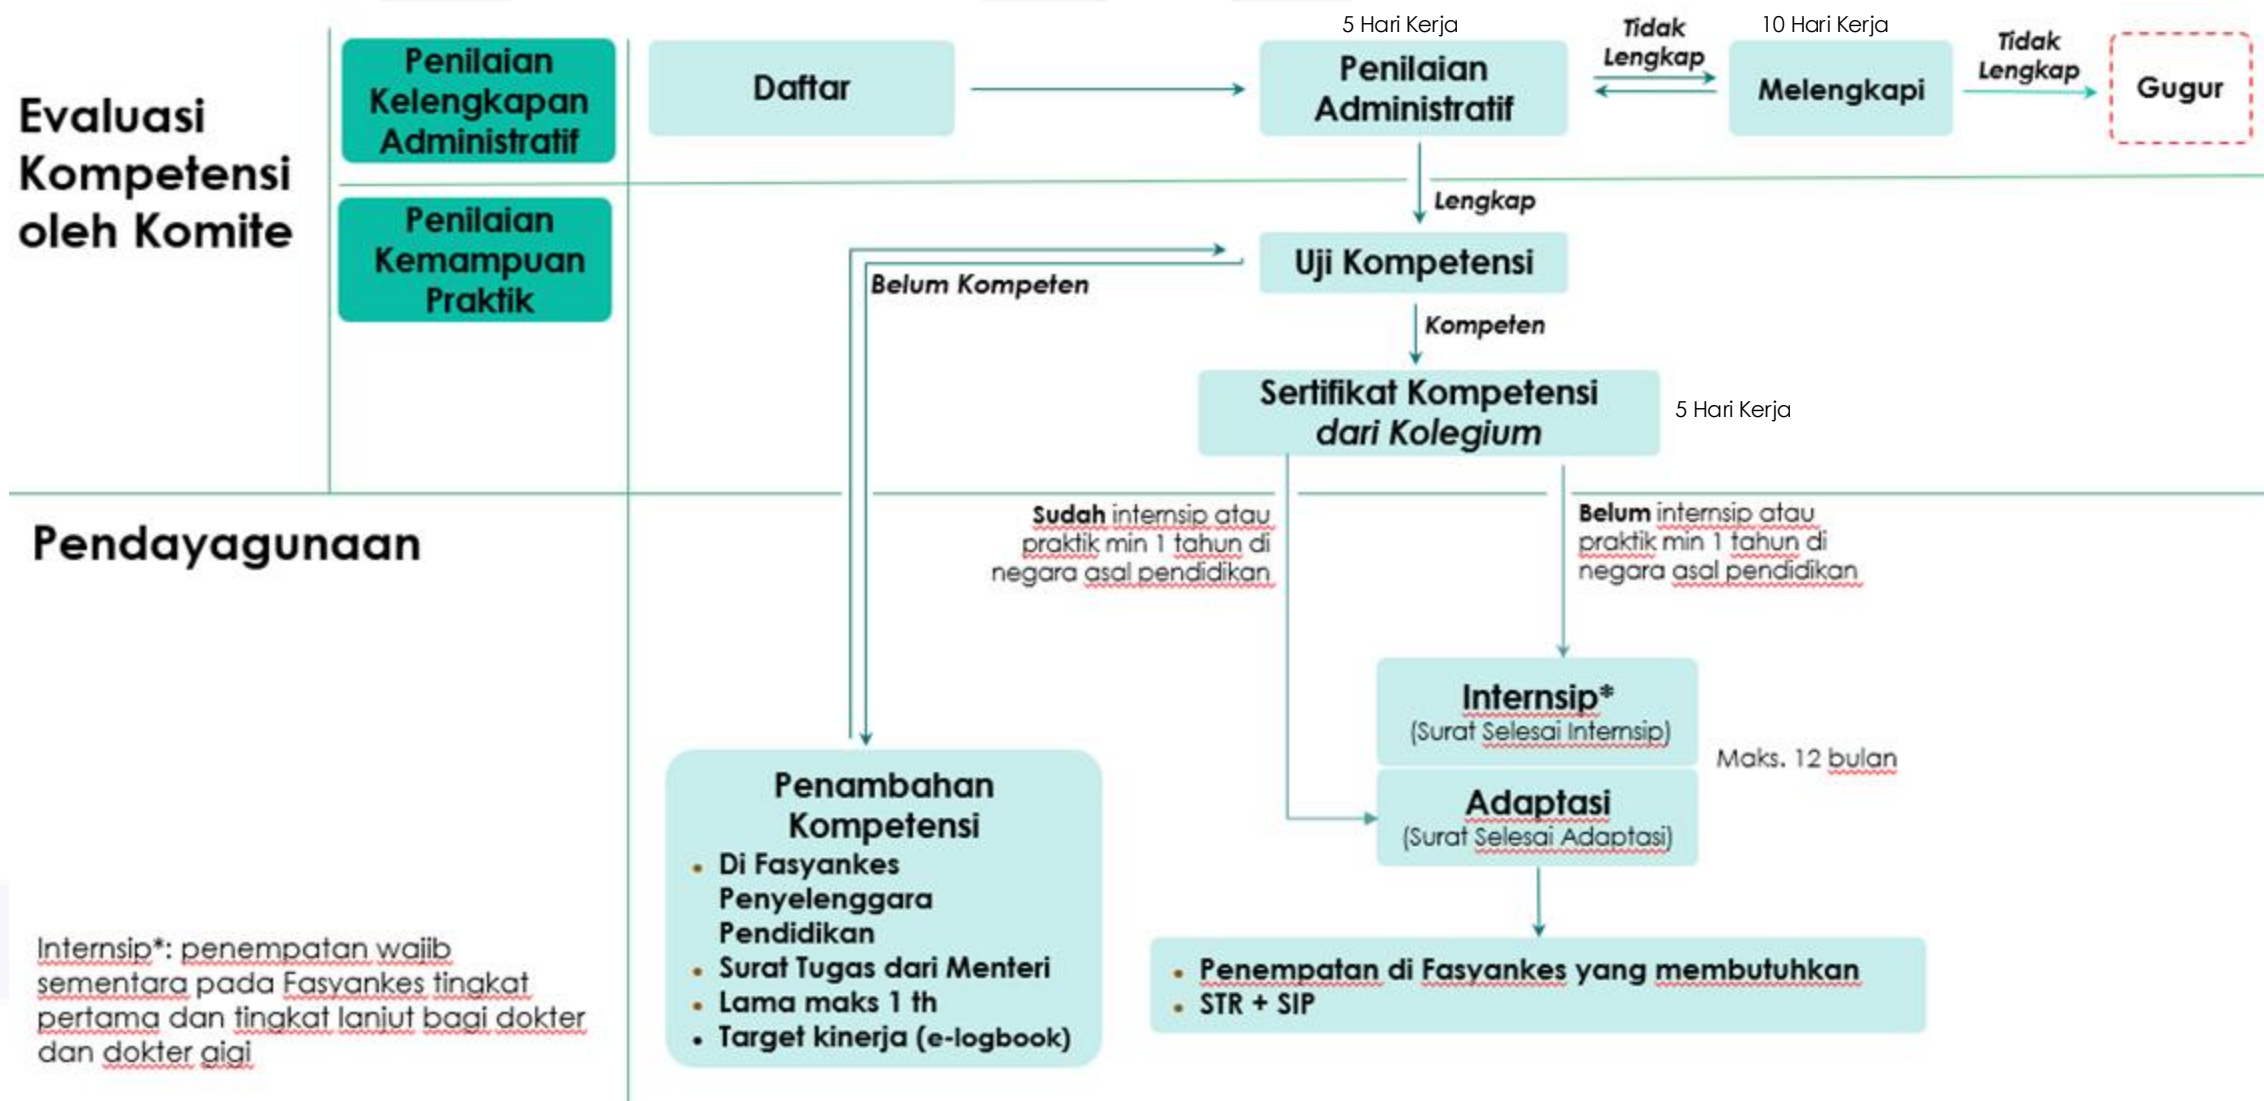 Evaluasi
Kompetensi
oleh Komite
Penilaian
Kelengkapan
Administratif
Daftar
5 Hari Kerja
Penilaian
Administratif
Tidak
Lengkap
10 Hari Kerja
Melengkapi
Tidak
Lengkap
Gugur
Lengkap
Penilaian
Kemampuan
Praktik
Uji Kompetensi
Belum Kompeten
Kompeten
Sertifikat Kompetensi
dari Kolegium
5 Hari Kerja
Pendayagunaan
Sudah internsip atau
praktik min 1 tahun di
negara asal pendidikan
Belum internsip atau
praktik min 1 tahun di
negara asal pendidikan
Internsip*
(Surat Selesai Internsip)
Maks. 12 bulan
Adaptasi
(Surat Selesai Adaptasi)
Penambahan
Kompetensi
• Di Fasyankes
Penyelenggara
Pendidikan
• Surat Tugas dari Menteri
• Lama maks 1 th
• Target kinerja (e-logbook)
• Penempatan di Fasyankes yang membutuhkan
• STR + SIP
Internsip*: penempatan wajib
sementara pada Fasyankes tingkat
pertama dan tingkat lanjut bagi dokter
dan dokter gigi